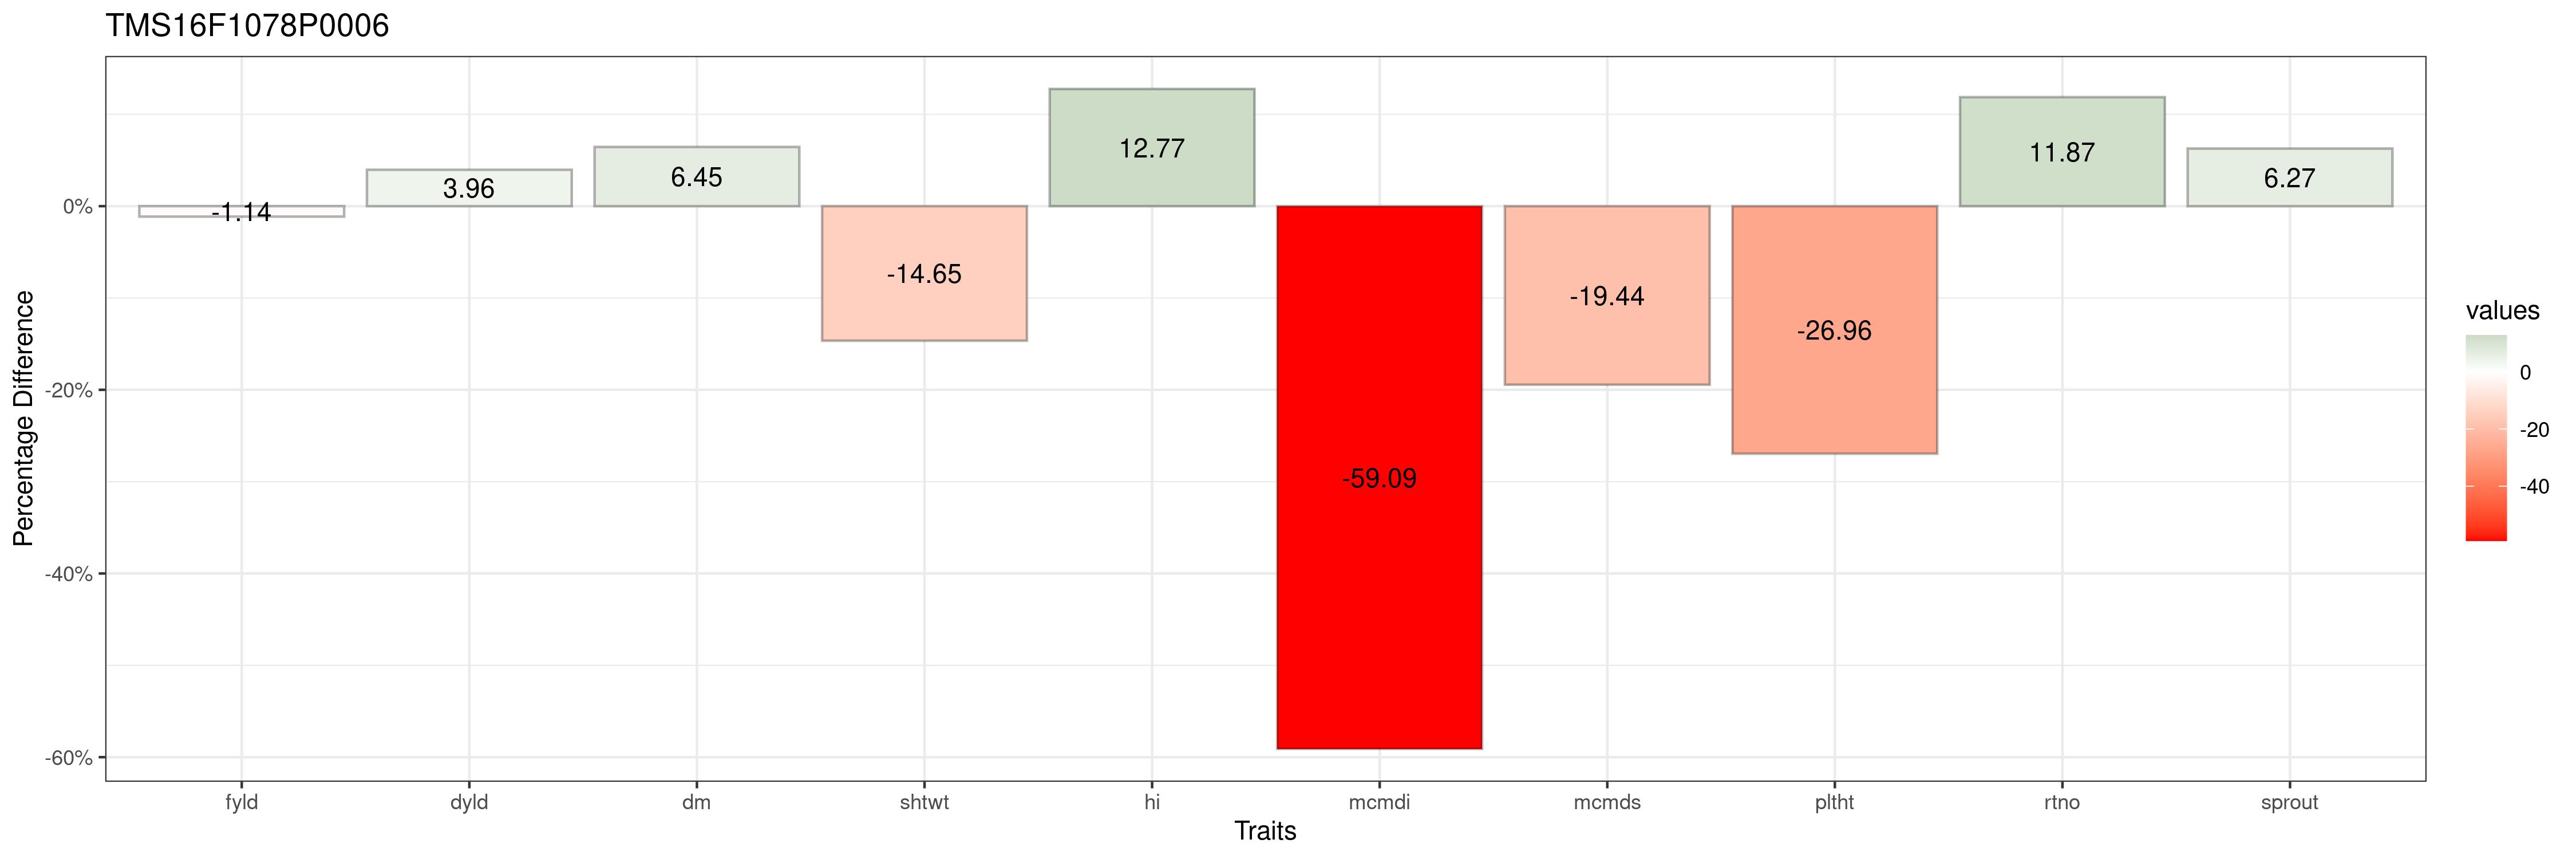 TMS16F1078P0006
Percentage Difference
0%
-20%
-40%
-60%
-1.14
3.96
6.45
-14.65
12.77
-59.09
-19.44
-26.96
11.87
6.27
fyld
dyld
dm
shtwt
hi
mcmdi
mcmds
pltht
rtno
sprout
Traits
values
0
-20
-40